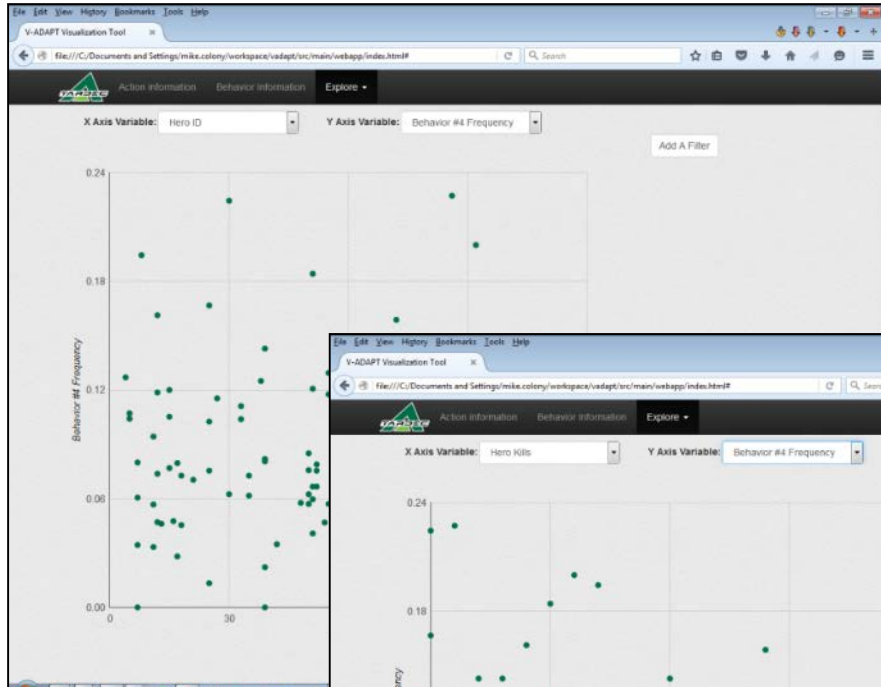 File Edit View History Bookmarks Tools Help
V-ADAPT Visualization Tool ×
file:///C:/Documents and Settings/mike.colony/workspace/vadapt/src/main/webapp/index.html# Search
TARDEC Action Information Behavior Information Explore
X Axis Variable: Hero ID Y Axis Variable: Behavior #4 Frequency
Add A Filter
0.24
0.18
0.12
0.06
0.00
Behavior #4 Frequency
0 30
File Edit View History Bookmarks Tools Help
V-ADAPT Visualization Tool ×
file:///C:/Documents and Settings/mike.colony/workspace/vadapt/src/main/webapp/index.html#
TARDEC Action Information Behavior Information Explore
X Axis Variable: Hero Kills Y Axis Variable: Behavior #4 Frequency
0.24
0.18